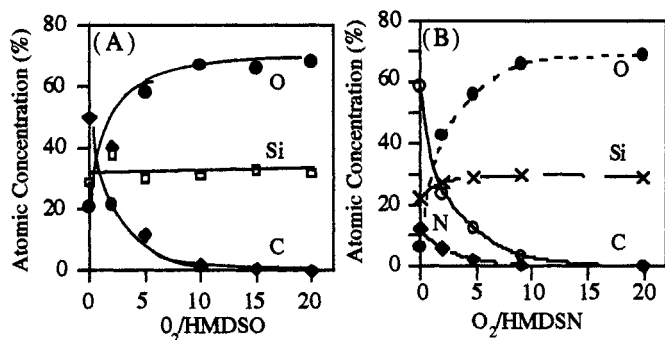 (A)
Atomic Concentration (%)
80
60
40
20
0
O
Si
C
0 5 10 15 20
0₂/HMDSO
(B)
Atomic Concentration (%)
80
60
40
20
0
O
Si
N
C
0 5 10 15 20
O₂/HMDSN